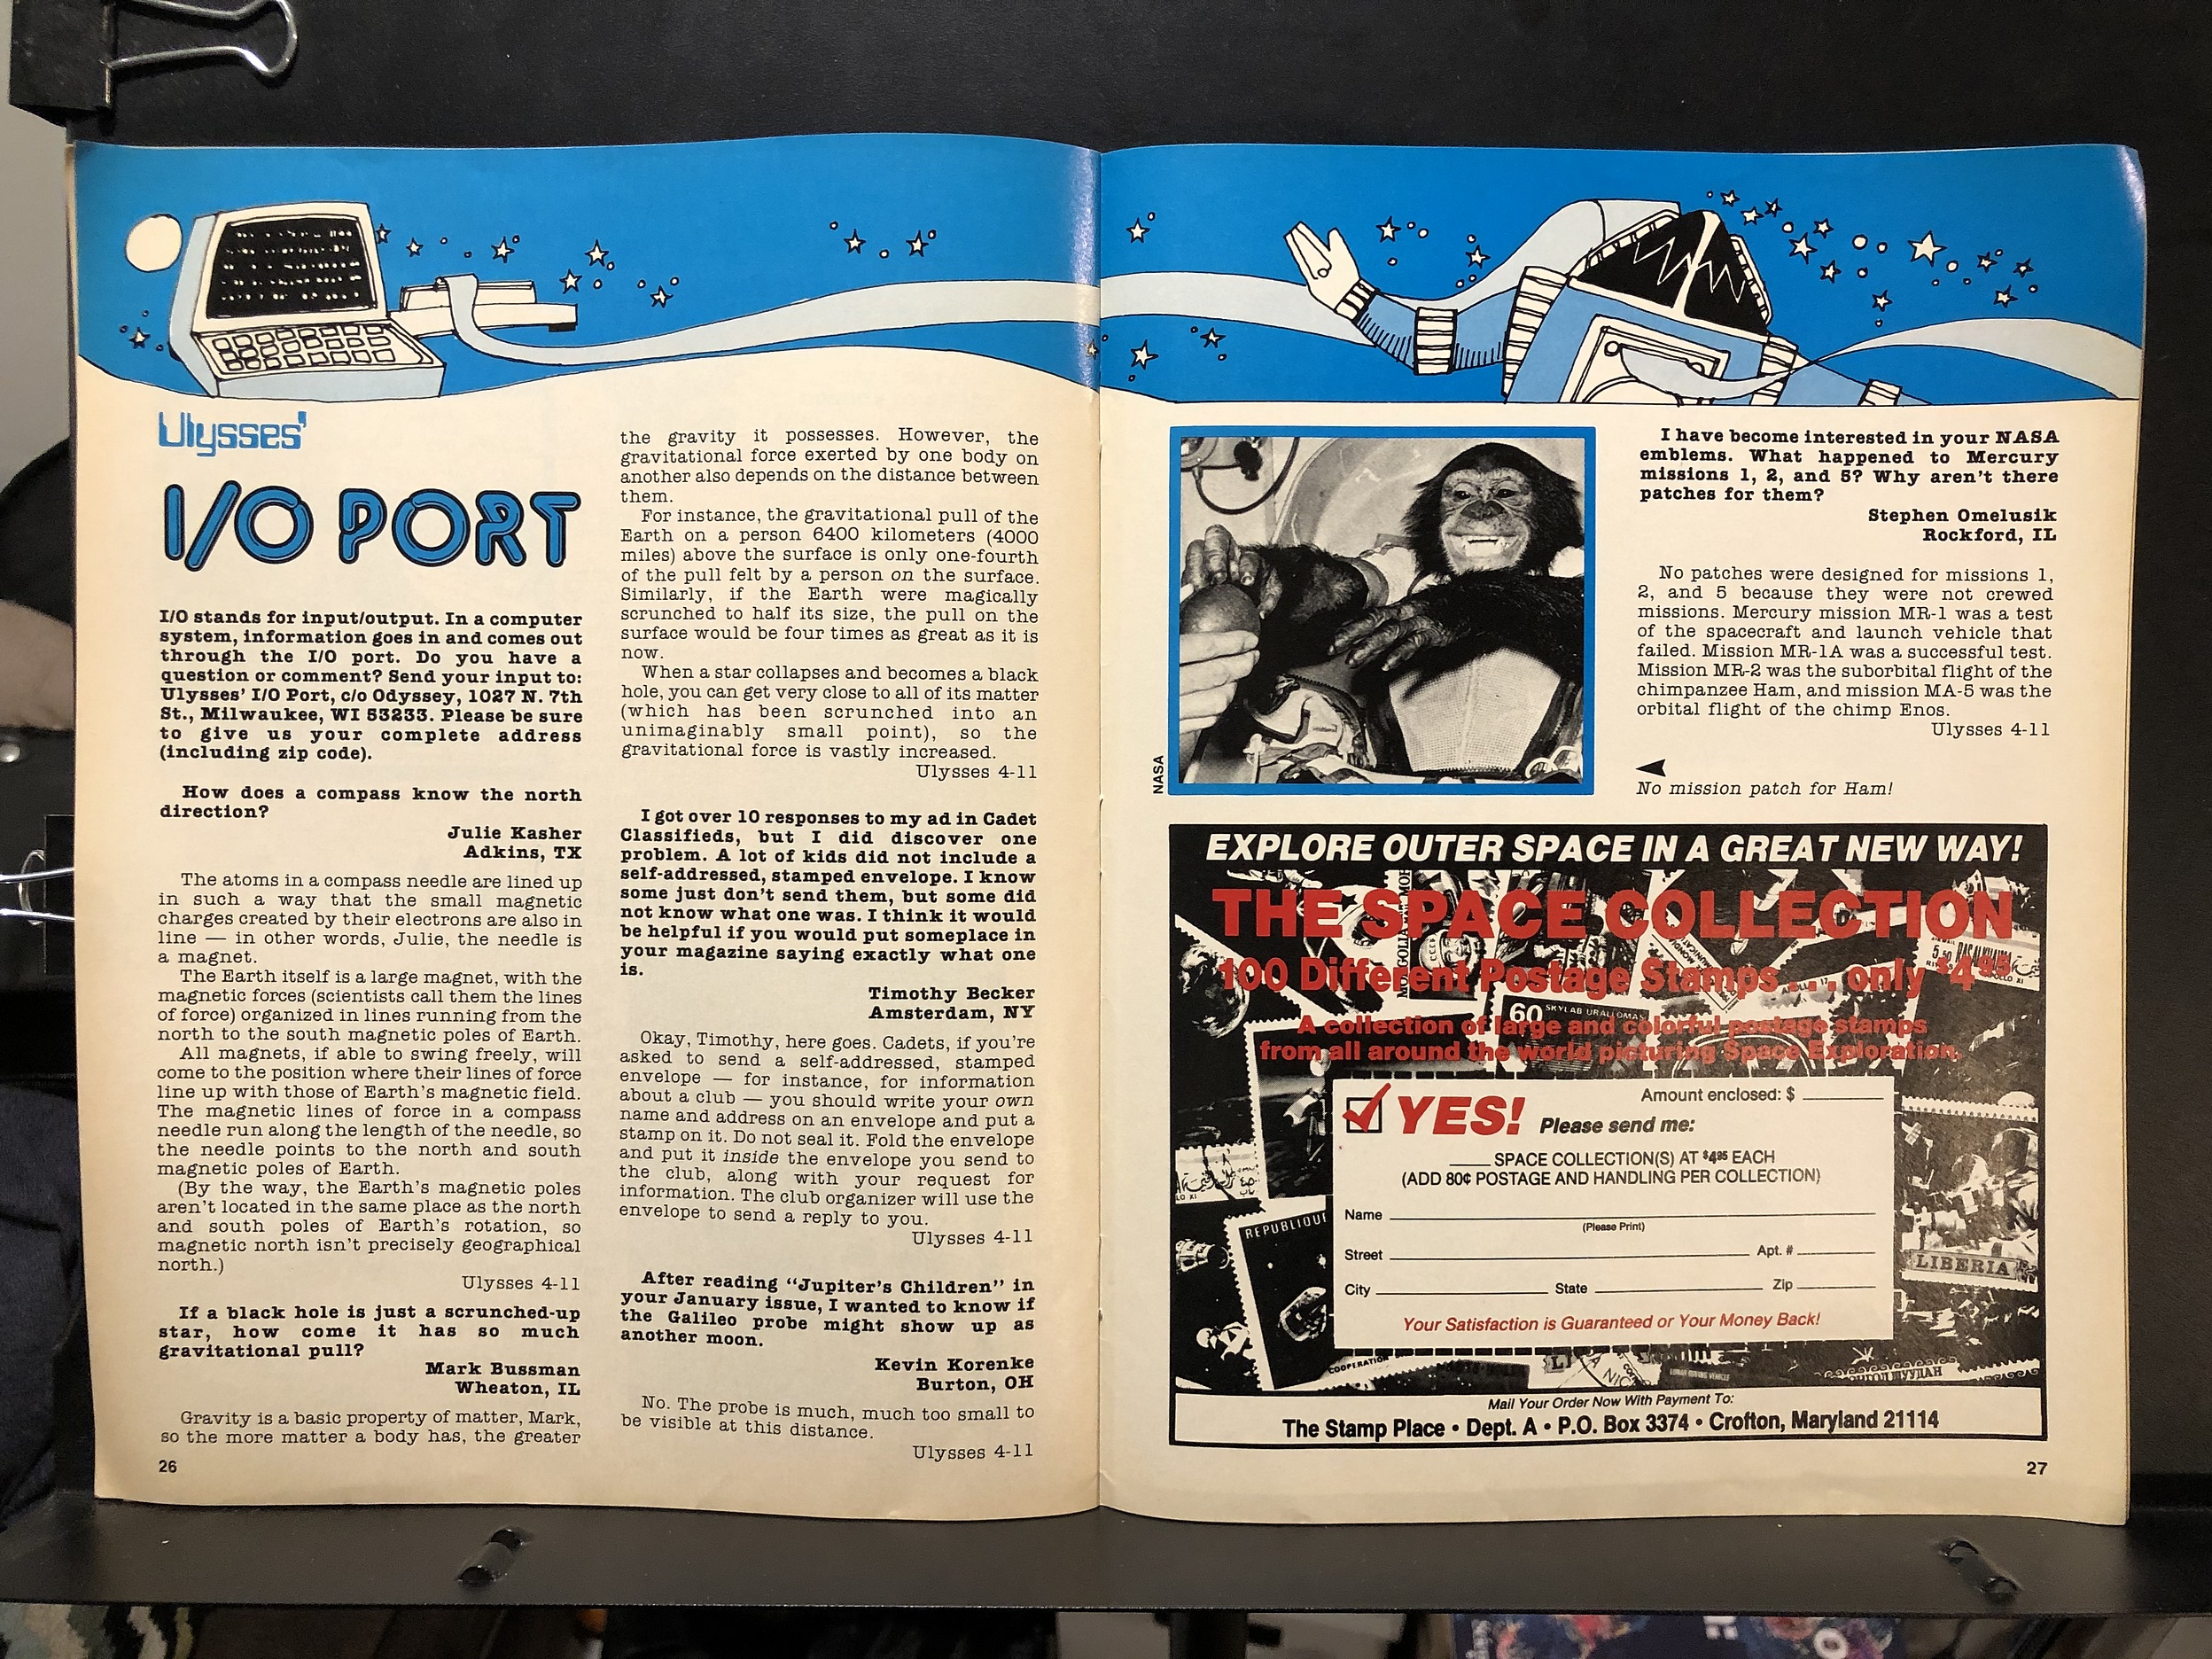 Ulysses'
I/O PORT
I/O stands for input/output. In a computer
system, information goes in and comes out
through the I/O port. Do you have a
question or comment? Send your input to:
Ulysses' I/O Port, c/o Odyssey, 1027 N. 7th
St., Milwaukee, WI 53233. Please be sure
to give us your complete address
(including zip code).
How does a compass know the north
direction?
Julie Kasher
Adkins, TX
The atoms in a compass needle are lined up
in such a way that the small magnetic
charges created by their electrons are also in
line — in other words, Julie, the needle is
a magnet.
The Earth itself is a large magnet, with the
magnetic forces (scientists call them the lines
of force) organized in lines running from the
north to the south magnetic poles of Earth.
All magnets, if able to swing freely, will
come to the position where their lines of force
line up with those of Earth's magnetic field.
The magnetic lines of force in a compass
needle run along the length of the needle, so
the needle points to the north and south
magnetic poles of Earth.
(By the way, the Earth's magnetic poles
aren't located in the same place as the north
and south poles of Earth's rotation, so
magnetic north isn't precisely geographical
north.)
Ulysses 4-11
If a black hole is just a scrunched-up
star, how come it has so much
gravitational pull?
Mark Bussman
Wheaton, IL
Gravity is a basic property of matter, Mark,
so the more matter a body has, the greater
26
the gravity it possesses. However, the
gravitational force exerted by one body on
another also depends on the distance between
them.
For instance, the gravitational pull of the
Earth on a person 6400 kilometers (4000
miles) above the surface is only one-fourth
of the pull felt by a person on the surface.
Similarly, if the Earth were magically
scrunched to half its size, the pull on the
surface would be four times as great as it is
now.
When a star collapses and becomes a black
hole, you can get very close to all of its matter
(which has been scrunched into an
unimaginably small point), so the
gravitational force is vastly increased.
Ulysses 4-11
I got over 10 responses to my ad in Cadet
Classifieds, but I did discover one
problem. A lot of kids did not include a
self-addressed, stamped envelope. I know
some just don't send them, but some did
not know what one was. I think it would
be helpful if you would put someplace in
your magazine saying exactly what one
is.
Timothy Becker
Amsterdam, NY
Okay, Timothy, here goes. Cadets, if you're
asked to send a self-addressed, stamped
envelope — for instance, for information
about a club — you should write your own
name and address on an envelope and put a
stamp on it. Do not seal it. Fold the envelope
and put it inside the envelope you send to
the club, along with your request for
information. The club organizer will use the
envelope to send a reply to you.
Ulysses 4-11
After reading "Jupiter's Children" in
your January issue, I wanted to know if
the Galileo probe might show up as
another moon.
Kevin Korenke
Burton, OH
No. The probe is much, much too small to
be visible at this distance.
Ulysses 4-11
NASA
I have become interested in your NASA
emblems. What happened to Mercury
missions 1, 2, and 5? Why aren't there
patches for them?
Stephen Omelusik
Rockford, IL
No patches were designed for missions 1,
2, and 5 because they were not crewed
missions. Mercury mission MR-1 was a test
of the spacecraft and launch vehicle that
failed. Mission MR-1A was a successful test.
Mission MR-2 was the suborbital flight of the
chimpanzee Ham, and mission MA-5 was the
orbital flight of the chimp Enos.
Ulysses 4-11
No mission patch for Ham!
EXPLORE OUTER SPACE IN A GREAT NEW WAY!
THE SPACE COLLECTION
100 Different Postage Stamps . . . only $4.95
A collection of large and colorful postage stamps
from all around the world picturing Space Exploration.
60 SKYLAB
REPUBLIQUE
LIBERIA
COOPERATION
YES! Please send me:
Amount enclosed: $
SPACE COLLECTION(S) AT $4.95 EACH
(ADD 80¢ POSTAGE AND HANDLING PER COLLECTION)
Name
(Please Print)
Street Apt. #
City State Zip
Your Satisfaction is Guaranteed or Your Money Back!
Mail Your Order Now With Payment To:
The Stamp Place • Dept. A • P.O. Box 3374 • Crofton, Maryland 21114
27